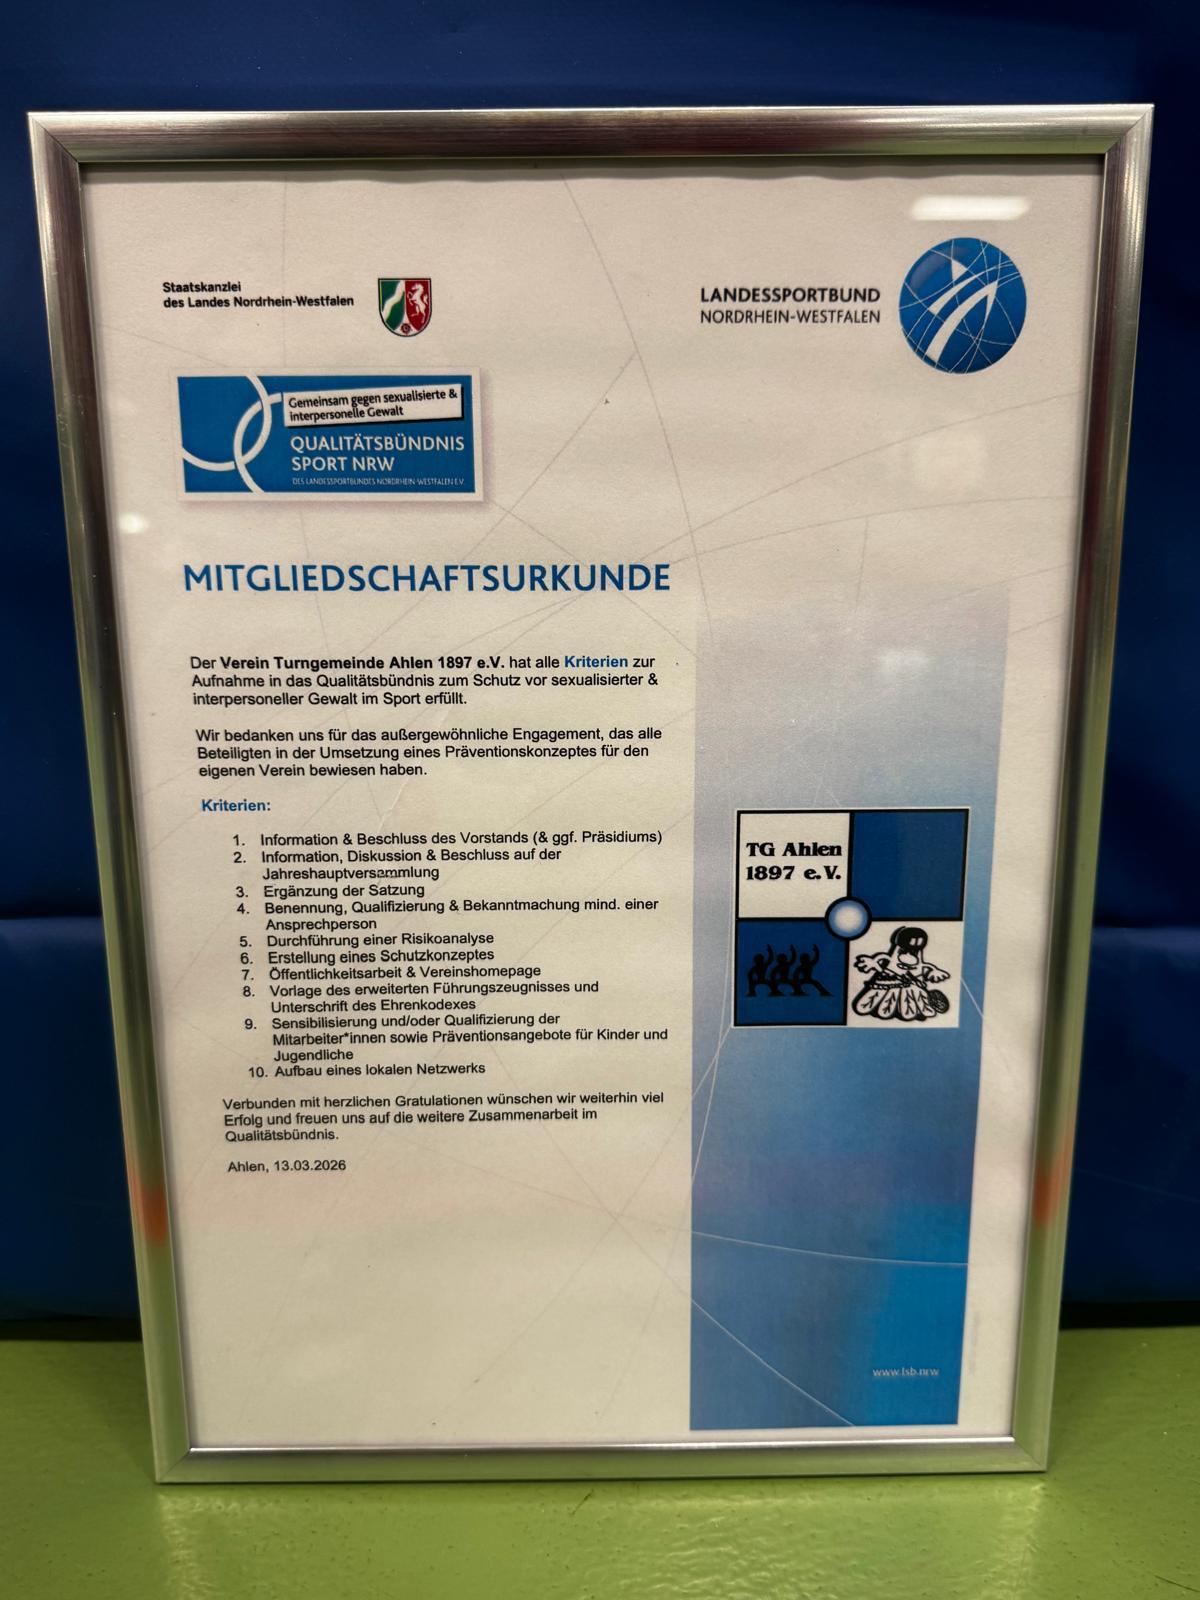 Staatskanzlei
des Landes Nordrhein-Westfalen
LANDESSPORTBUND
NORDRHEIN-WESTFALEN
Gemeinsam gegen sexualisierte &
interpersonelle Gewalt
QUALITÄTSBÜNDNIS
SPORT NRW
DES LANDESSPORTBUNDES NORDRHEIN-WESTFALEN E.V.
MITGLIEDSCHAFTSURKUNDE
Der Verein Turngemeinde Ahlen 1897 e.V. hat alle Kriterien zur
Aufnahme in das Qualitätsbündnis zum Schutz vor sexualisierter &
interpersoneller Gewalt im Sport erfüllt.
Wir bedanken uns für das außergewöhnliche Engagement, das alle
Beteiligten in der Umsetzung eines Präventionskonzeptes für den
eigenen Verein bewiesen haben.
Kriterien:
1. Information & Beschluss des Vorstands (& ggf. Präsidiums)
2. Information, Diskussion & Beschluss auf der
Jahreshauptversammlung
3. Ergänzung der Satzung
4. Benennung, Qualifizierung & Bekanntmachung mind. einer
Ansprechperson
5. Durchführung einer Risikoanalyse
6. Erstellung eines Schutzkonzeptes
7. Öffentlichkeitsarbeit & Vereinshomepage
8. Vorlage des erweiterten Führungszeugnisses und
Unterschrift des Ehrenkodexes
9. Sensibilisierung und/oder Qualifizierung der
Mitarbeiter*innen sowie Präventionsangebote für Kinder und
Jugendliche
10. Aufbau eines lokalen Netzwerks
Verbunden mit herzlichen Gratulationen wünschen wir weiterhin viel
Erfolg und freuen uns auf die weitere Zusammenarbeit im
Qualitätsbündnis.
Ahlen, 13.03.2026
TG Ahlen
1897 e.V.
www.lsb.nrw